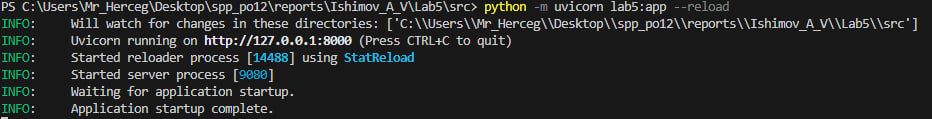 PS C:\Users\Mr_Herceg\Desktop\spp_po12\reports\Ishimov_A_V\Lab5\src> python -m uvicorn lab5:app --reload
INFO:     Will watch for changes in these directories: ['C:\\Users\\Mr_Herceg\\Desktop\\spp_po12\\reports\\Ishimov_A_V\\Lab5\\src']
INFO:     Uvicorn running on http://127.0.0.1:8000 (Press CTRL+C to quit)
INFO:     Started reloader process [14488] using StatReload
INFO:     Started server process [9080]
INFO:     Waiting for application startup.
INFO:     Application startup complete.